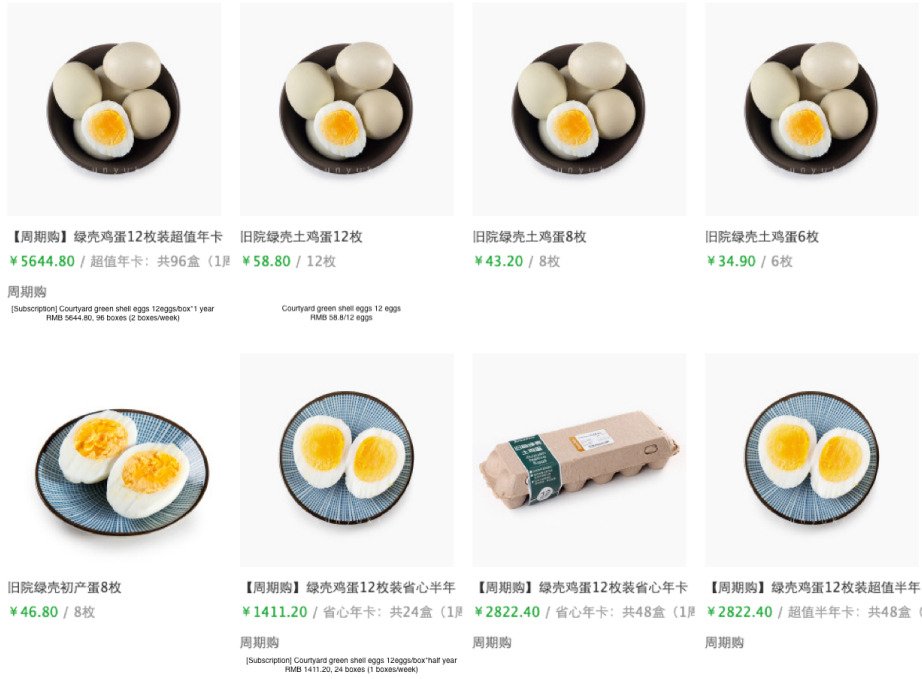 【周期购】绿壳鸡蛋12枚装超值年卡
¥5644.80 / 超值年卡：共96盒（1
周期购
[Subscription] Courtyard green shell eggs 12eggs/box*1 year
RMB 5644.80, 96 boxes (2 boxes/week)
旧院绿壳土鸡蛋12枚
¥58.80 / 12枚
Courtyard green shell eggs 12 eggs
RMB 58.8/12 eggs
旧院绿壳土鸡蛋8枚
¥43.20 / 8枚
旧院绿壳土鸡蛋6枚
¥34.90 / 6枚
旧院绿壳初产蛋8枚
¥46.80 / 8枚
【周期购】绿壳鸡蛋12枚装省心半年
¥1411.20 / 省心年卡：共24盒（1
周期购
[Subscription] Courtyard green shell eggs 12eggs/box*half year
RMB 1411.20, 24 boxes (1 boxes/week)
【周期购】绿壳鸡蛋12枚装省心年卡
¥2822.40 / 省心年卡：共48盒（1
周期购
【周期购】绿壳鸡蛋12枚装超值半年
¥2822.40 / 超值半年卡：共48盒（
周期购